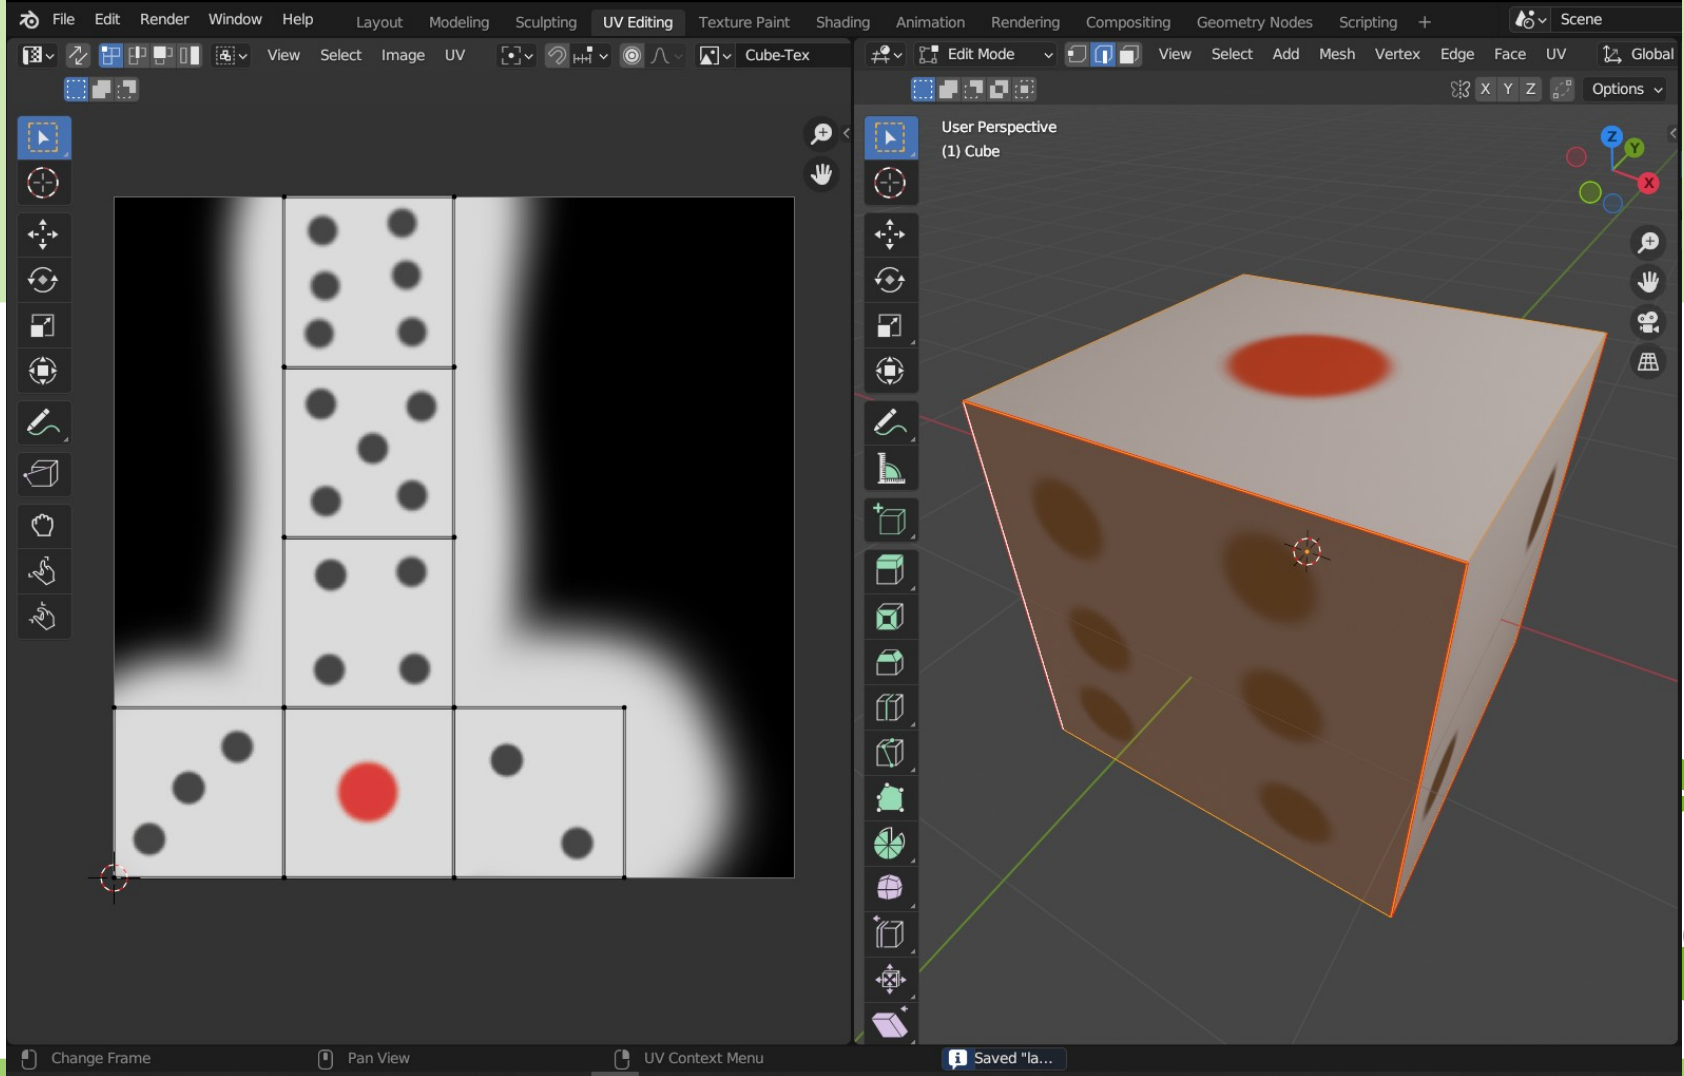 File Edit Render Window Help Layout Modeling Sculpting UV Editing Texture Paint Shading Animation Rendering Compositing Geometry Nodes Scripting + Scene
View Select Image UV Cube-Tex
Edit Mode View Select Add Mesh Vertex Edge Face UV Global
X Y Z Options
User Perspective
(1) Cube
Z
Y
X
Change Frame Pan View UV Context Menu Saved "la...